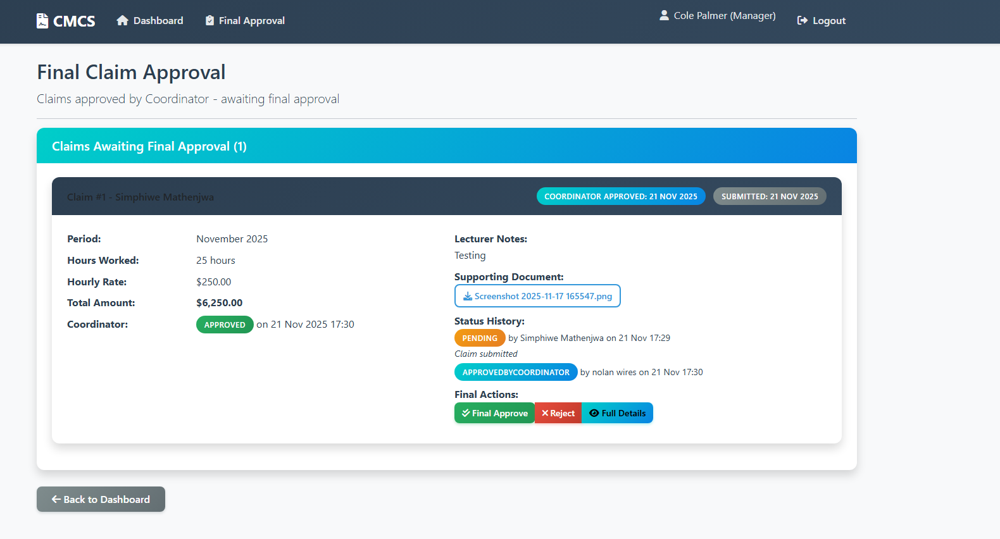 CMCS Dashboard Final Approval Cole Palmer (Manager) Logout
Final Claim Approval
Claims approved by Coordinator - awaiting final approval
Claims Awaiting Final Approval (1)
Claim #1 - Simphiwe Mathenjwa COORDINATOR APPROVED: 21 NOV 2025 SUBMITTED: 21 NOV 2025
Period: November 2025
Hours Worked: 25 hours
Hourly Rate: $250.00
Total Amount: $6,250.00
Coordinator: APPROVED on 21 Nov 2025 17:30
Lecturer Notes:
Testing
Supporting Document:
Screenshot 2025-11-17 165547.png
Status History:
PENDING by Simphiwe Mathenjwa on 21 Nov 17:29
Claim submitted
APPROVEDBYCOORDINATOR by nolan wires on 21 Nov 17:30
Final Actions:
Final Approve Reject Full Details
Back to Dashboard